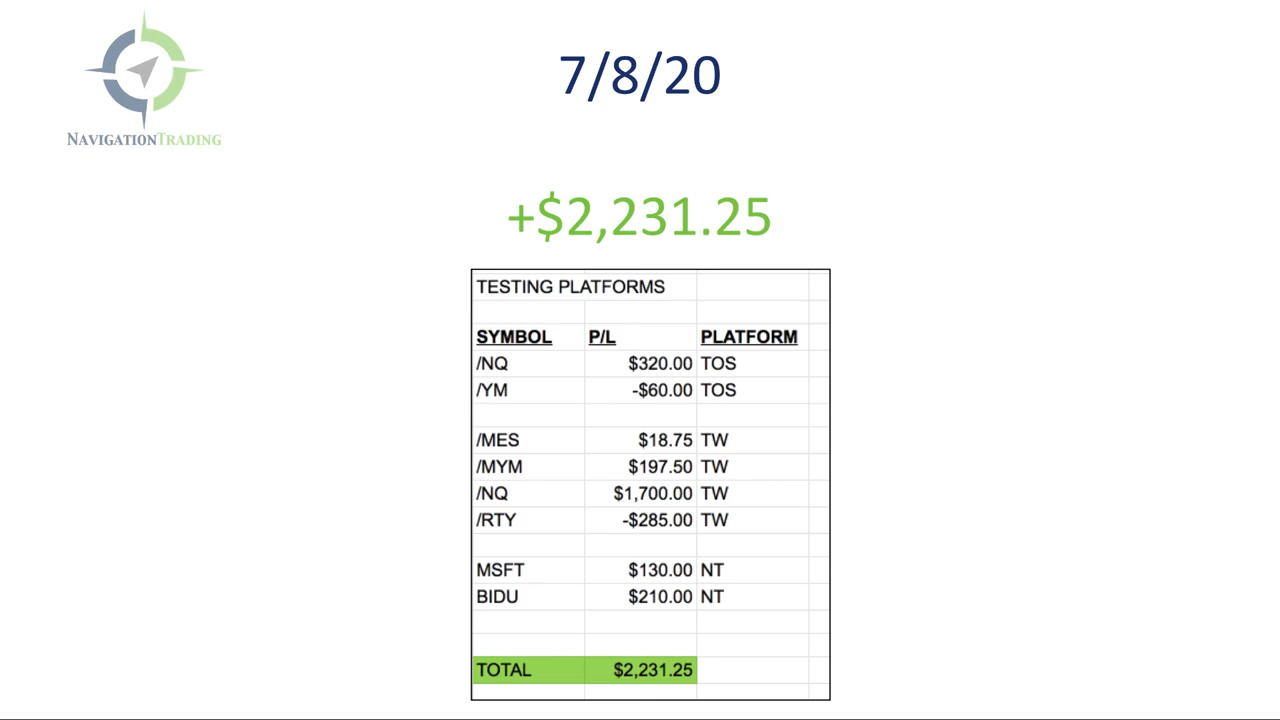 NAVIGATIONTRADING
7/8/20
+$2,231.25
TESTING PLATFORMS
SYMBOL P/L PLATFORM
/NQ $320.00 TOS
/YM -$60.00 TOS
/MES $18.75 TW
/MYM $197.50 TW
/NQ $1,700.00 TW
/RTY -$285.00 TW
MSFT $130.00 NT
BIDU $210.00 NT
TOTAL $2,231.25